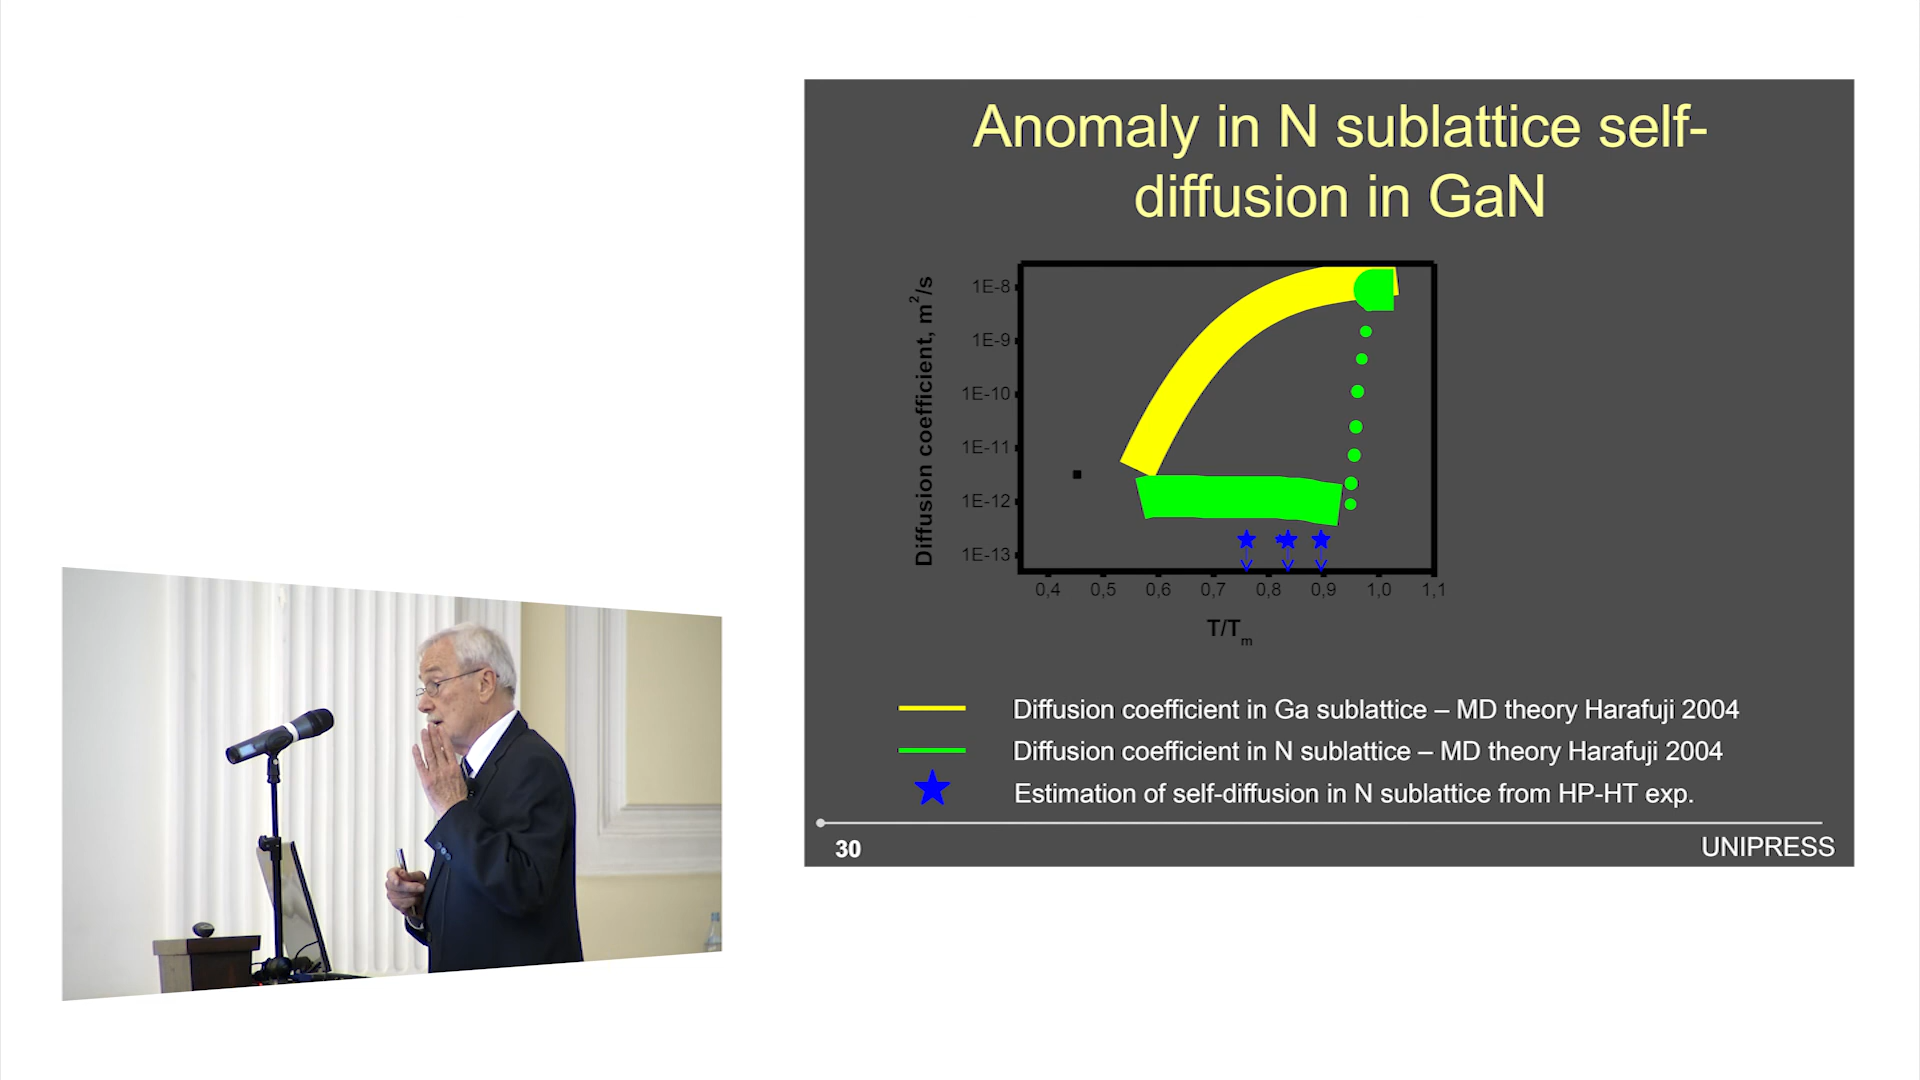 Anomaly in N sublattice self-
diffusion in GaN
Diffusion coefficient, m²/s
1E-8
1E-9
1E-10
1E-11
1E-12
1E-13
0,4 0,5 0,6 0,7 0,8 0,9 1,0 1,1
T/Tm
Diffusion coefficient in Ga sublattice – MD theory Harafuji 2004
Diffusion coefficient in N sublattice – MD theory Harafuji 2004
Estimation of self-diffusion in N sublattice from HP-HT exp.
30
UNIPRESS